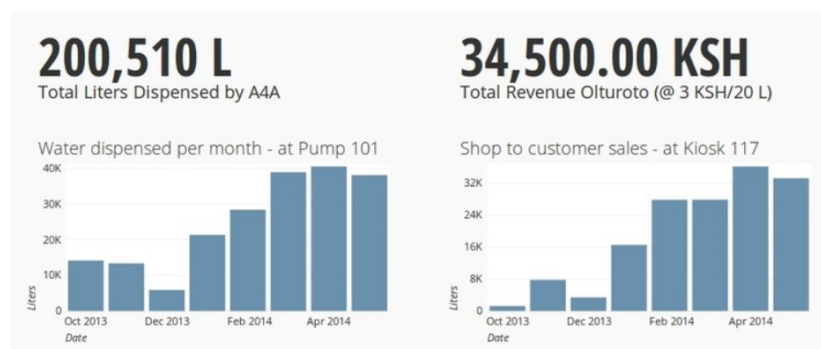 200,510 L
Total Liters Dispensed by A4A
Water dispensed per month - at Pump 101
40K
30K
20K
10K
0
Liters
Oct 2013 Dec 2013 Feb 2014 Apr 2014
Date
34,500.00 KSH
Total Revenue Olturoto (@ 3 KSH/20 L)
Shop to customer sales - at Kiosk 117
32K
24K
16K
8K
0
Liters
Oct 2013 Dec 2013 Feb 2014 Apr 2014
Date